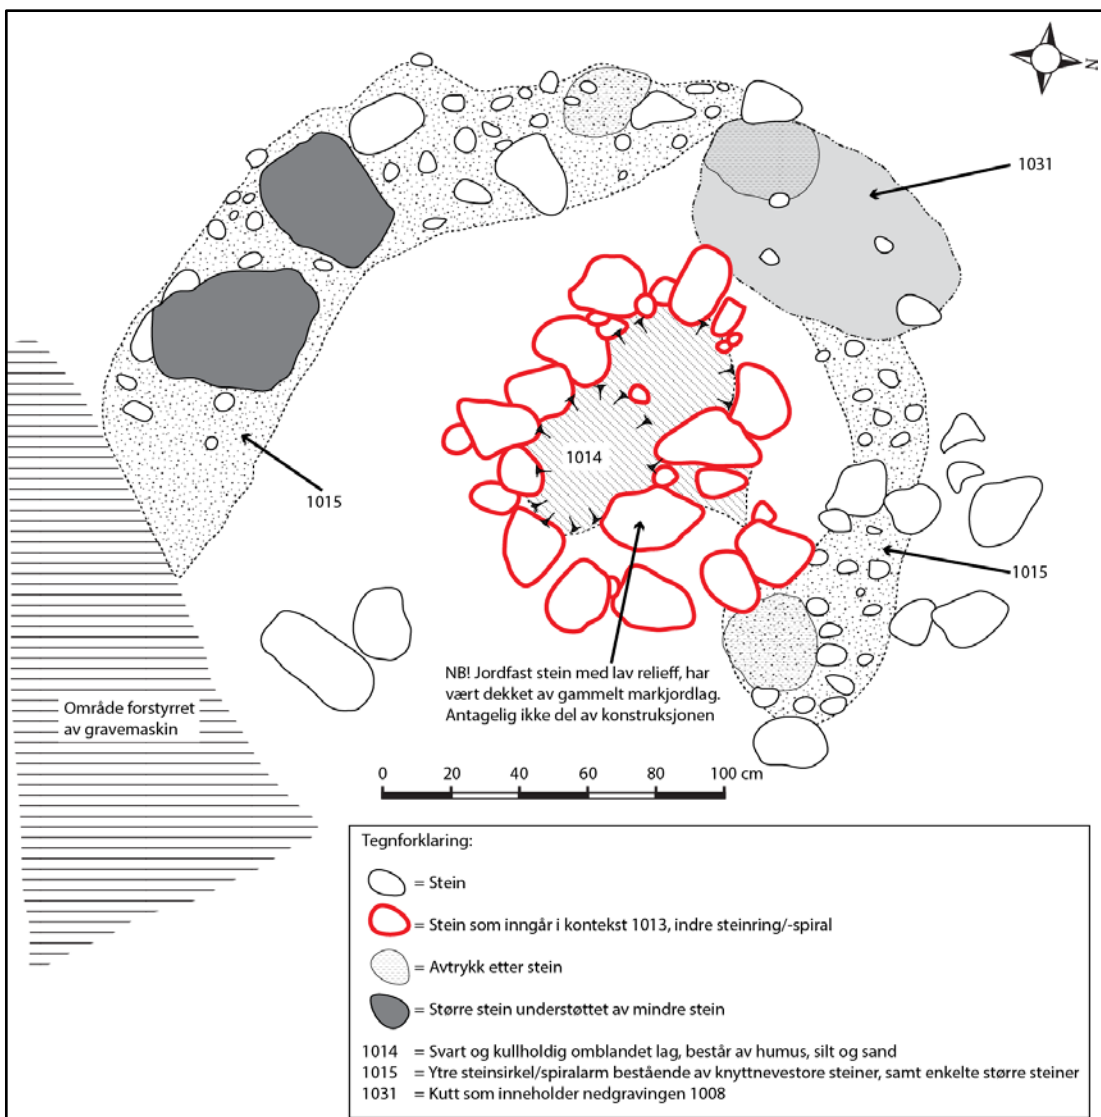 N
1031
1014
1015
1015
NB! Jordfast stein med lav relieff, har
vært dekket av gammelt markjordlag.
Antagelig ikke del av konstruksjonen
Område forstyrret
av gravemaskin
0 20 40 60 80 100 cm
Tegnforklaring:
= Stein
= Stein som inngår i kontekst 1013, indre steinring/-spiral
= Avtrykk etter stein
= Større stein understøttet av mindre stein
1014 = Svart og kullholdig omblandet lag, består av humus, silt og sand
1015 = Ytre steinsirkel/spiralarm bestående av knyttnevestore steiner, samt enkelte større steiner
1031 = Kutt som inneholder nedgravingen 1008